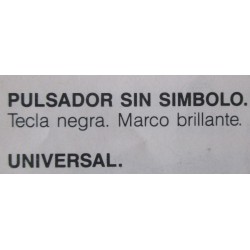 PULSADOR SIN SIMBOLO.
Tecla negra. Marco brillante.
UNIVERSAL.